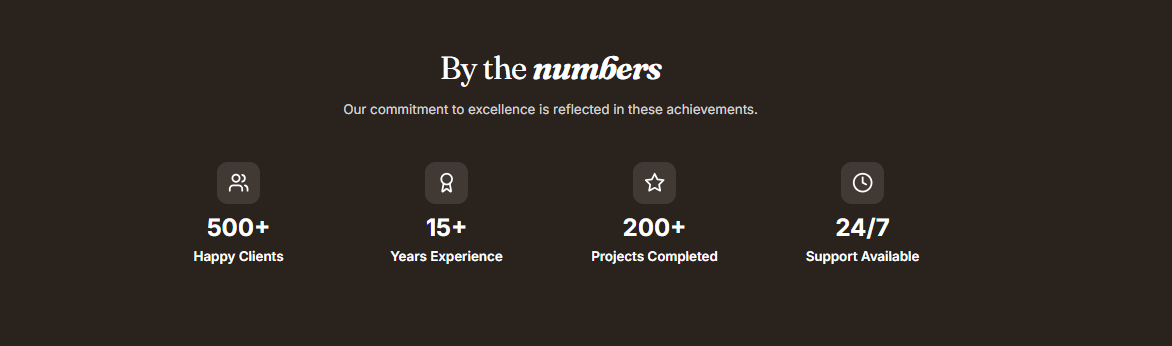 By the numbers
Our commitment to excellence is reflected in these achievements.
500+
Happy Clients
15+
Years Experience
200+
Projects Completed
24/7
Support Available